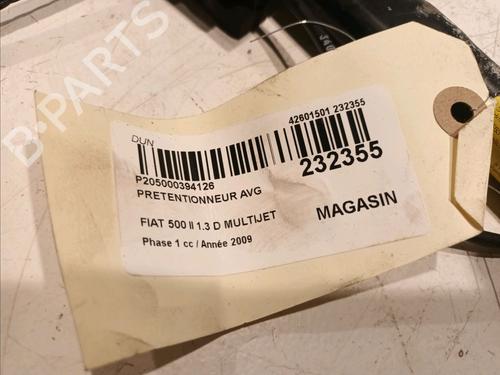 B-PARTS
DUN
42601501 232355
P205000394126
232355
PRETENTIONNEUR AVG
MAGASIN
FIAT 500 II 1.3 D MULTIJET
Phase 1 cc / Année 2009